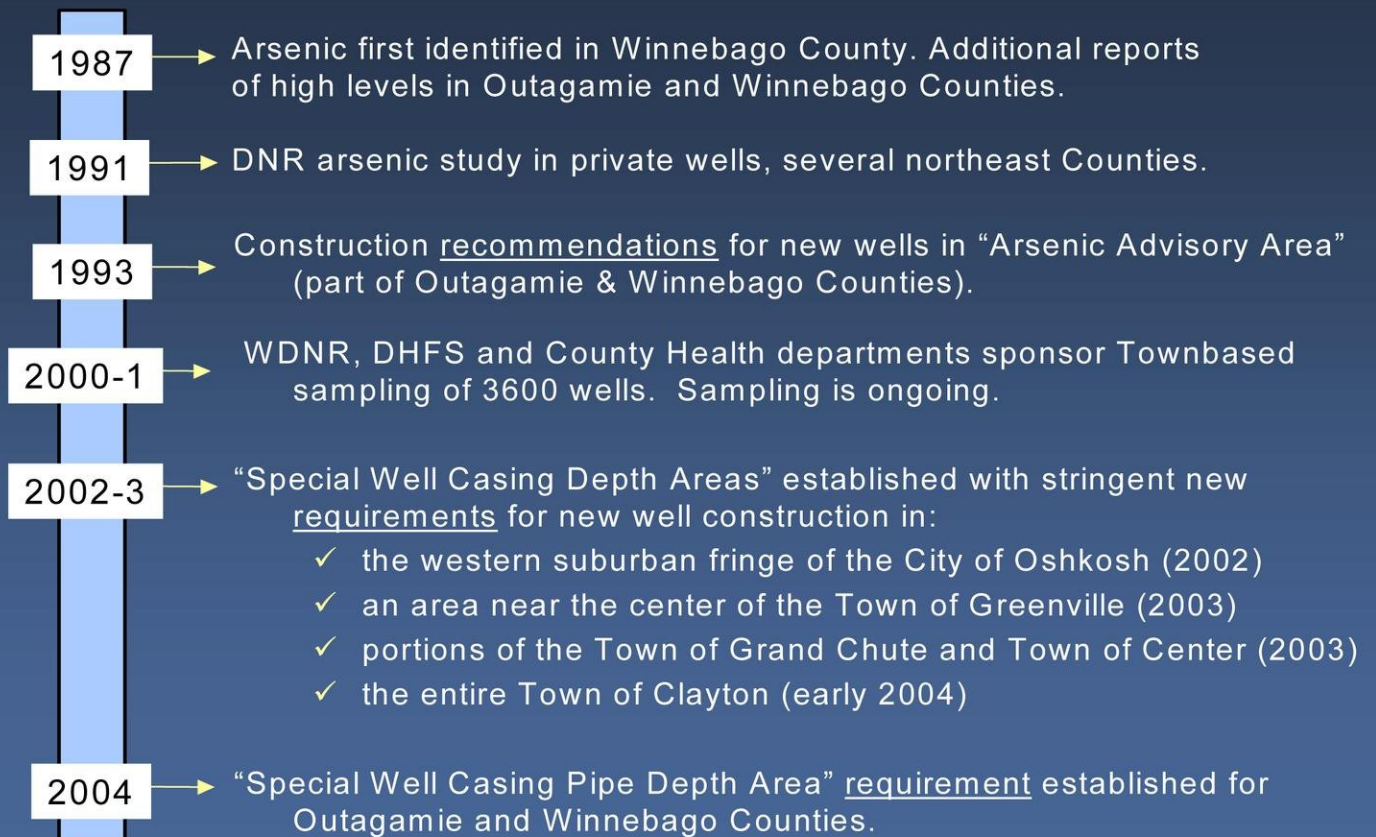 1987
Arsenic first identified in Winnebago County. Additional reports
of high levels in Outagamie and Winnebago Counties.
1991
DNR arsenic study in private wells, several northeast Counties.
1993
Construction recommendations for new wells in “Arsenic Advisory Area”
(part of Outagamie & Winnebago Counties).
2000-1
WDNR, DHFS and County Health departments sponsor Townbased
sampling of 3600 wells. Sampling is ongoing.
2002-3
“Special Well Casing Depth Areas” established with stringent new
requirements for new well construction in:
✓ the western suburban fringe of the City of Oshkosh (2002)
✓ an area near the center of the Town of Greenville (2003)
✓ portions of the Town of Grand Chute and Town of Center (2003)
✓ the entire Town of Clayton (early 2004)
2004
“Special Well Casing Pipe Depth Area” requirement established for
Outagamie and Winnebago Counties.